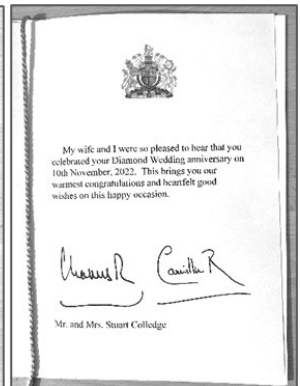 My wife and I were so pleased to hear that you
celebrated your Diamond Wedding anniversary on
10th November, 2022. This brings you our
warmest congratulations and heartfelt good
wishes on this happy occasion.
Charles R Camilla R
Mr. and Mrs. Stuart Colledge